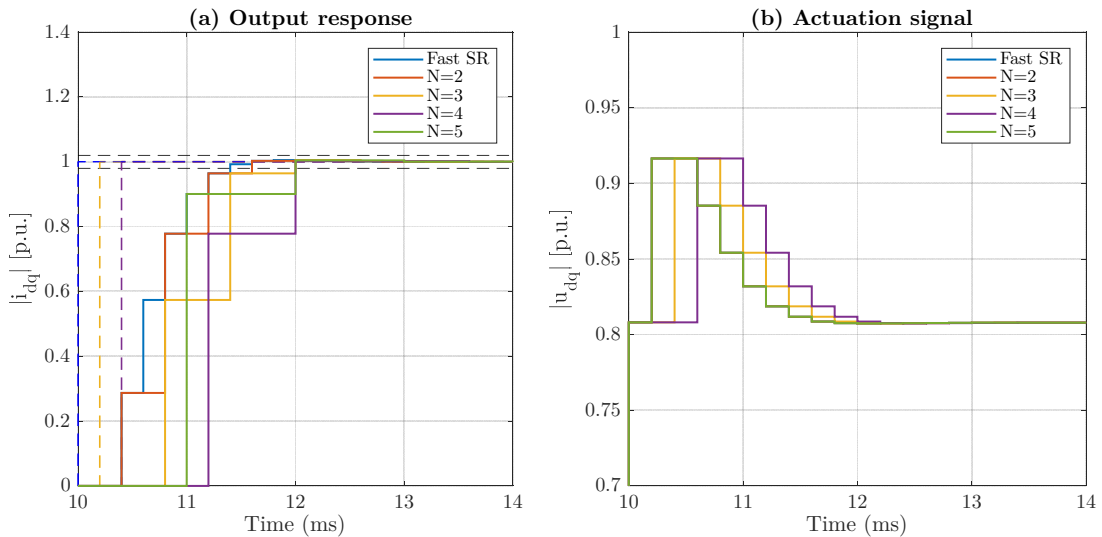 (a) Output response
(b) Actuation signal
1.4
1.2
1
0.8
0.6
0.4
0.2
0
|i_dq| [p.u.]
Fast SR
N=2
N=3
N=4
N=5
10
11
12
13
14
Time (ms)
1
0.95
0.9
0.85
0.8
0.75
0.7
|u_dq| [p.u.]
Fast SR
N=2
N=3
N=4
N=5
10
11
12
13
14
Time (ms)